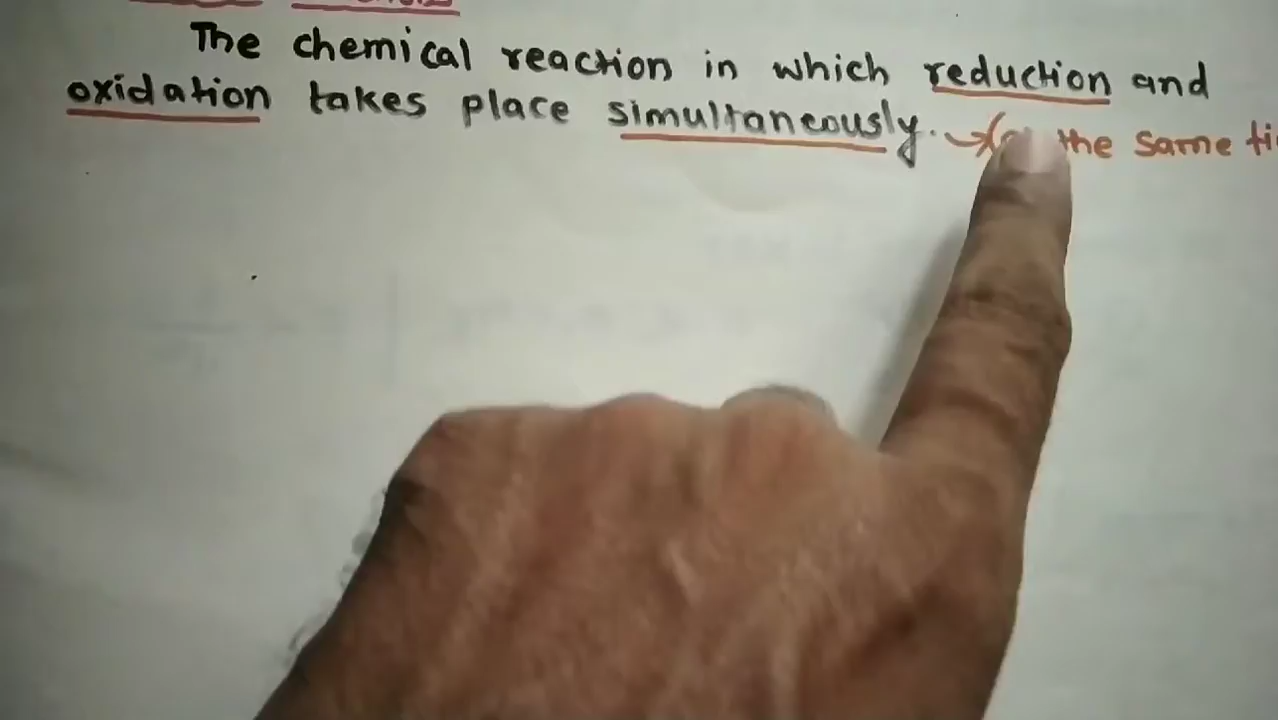 The chemical reaction in which reduction and
oxidation takes place simultaneously. → ( the same